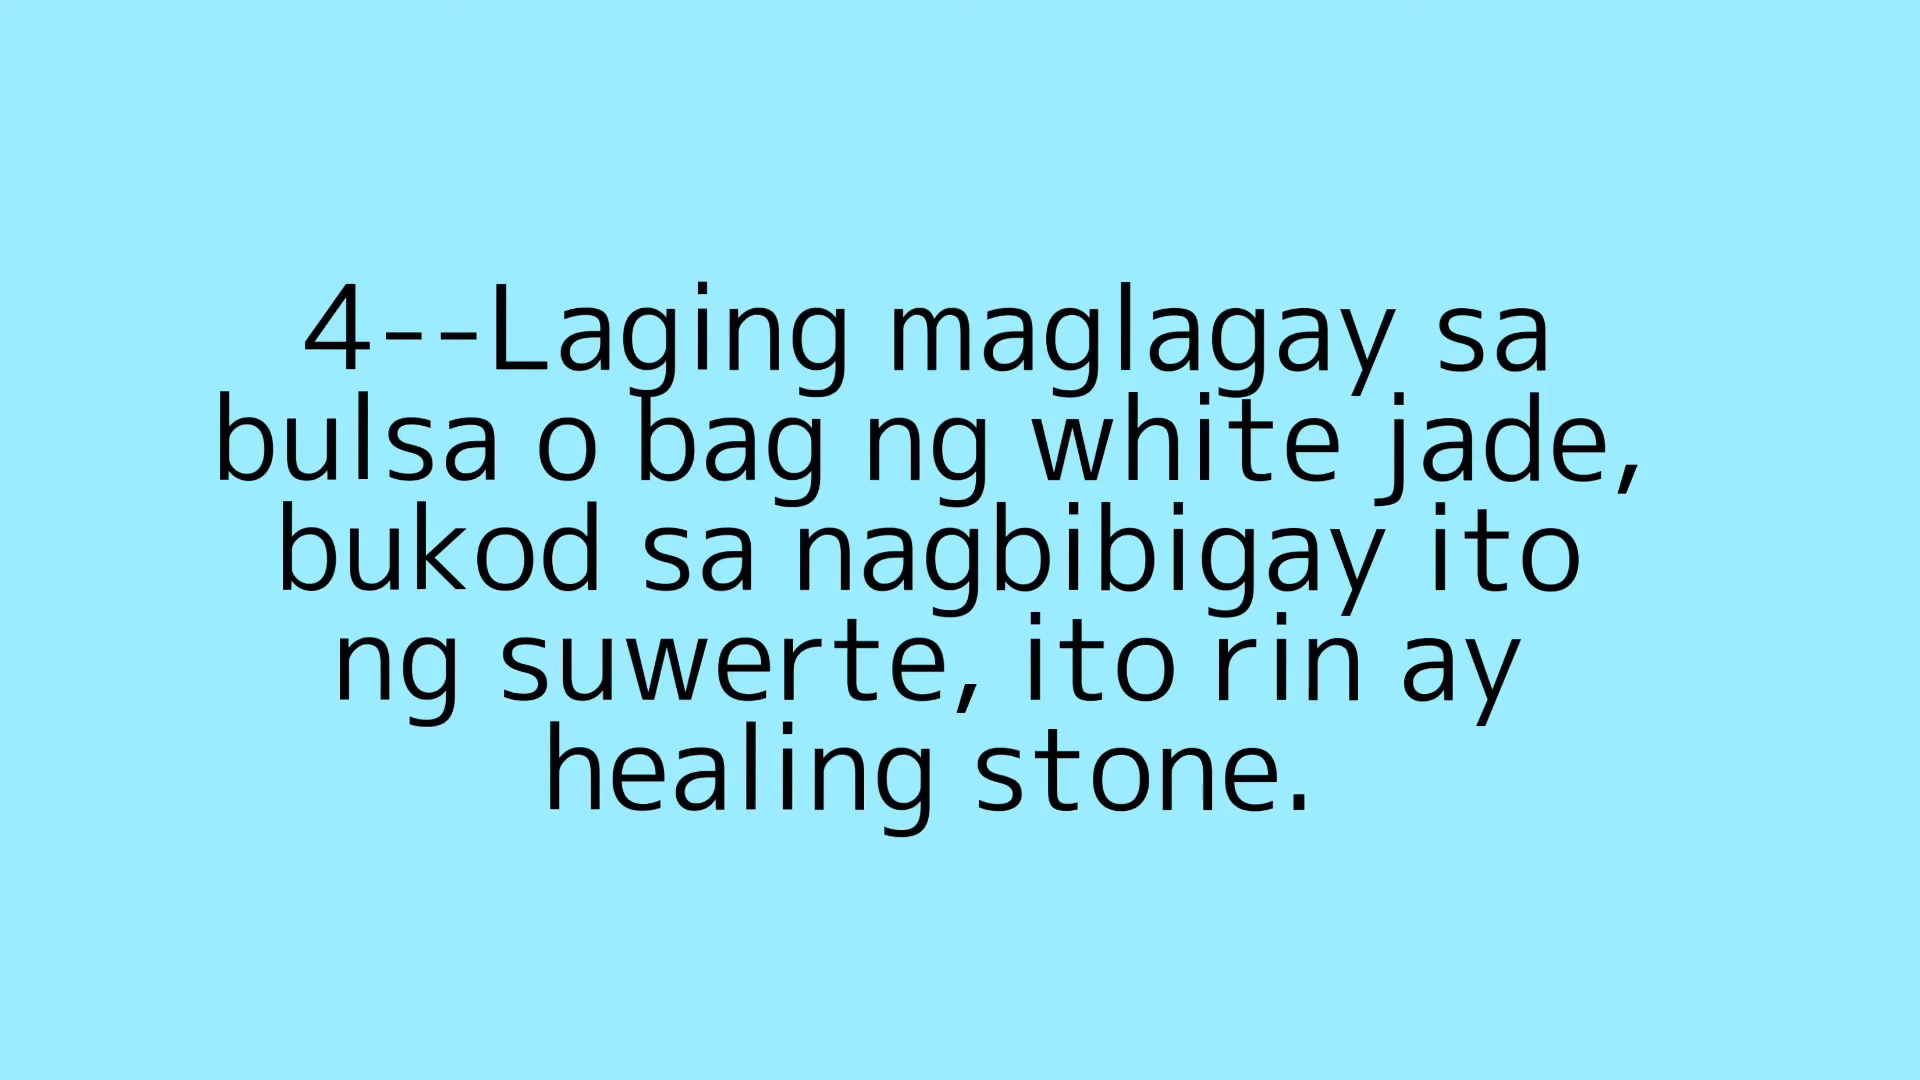 4--Laging maglagay sa
bulsa o bag ng white jade,
bukod sa nagbibigay ito
ng suwerte, ito rin ay
healing stone.